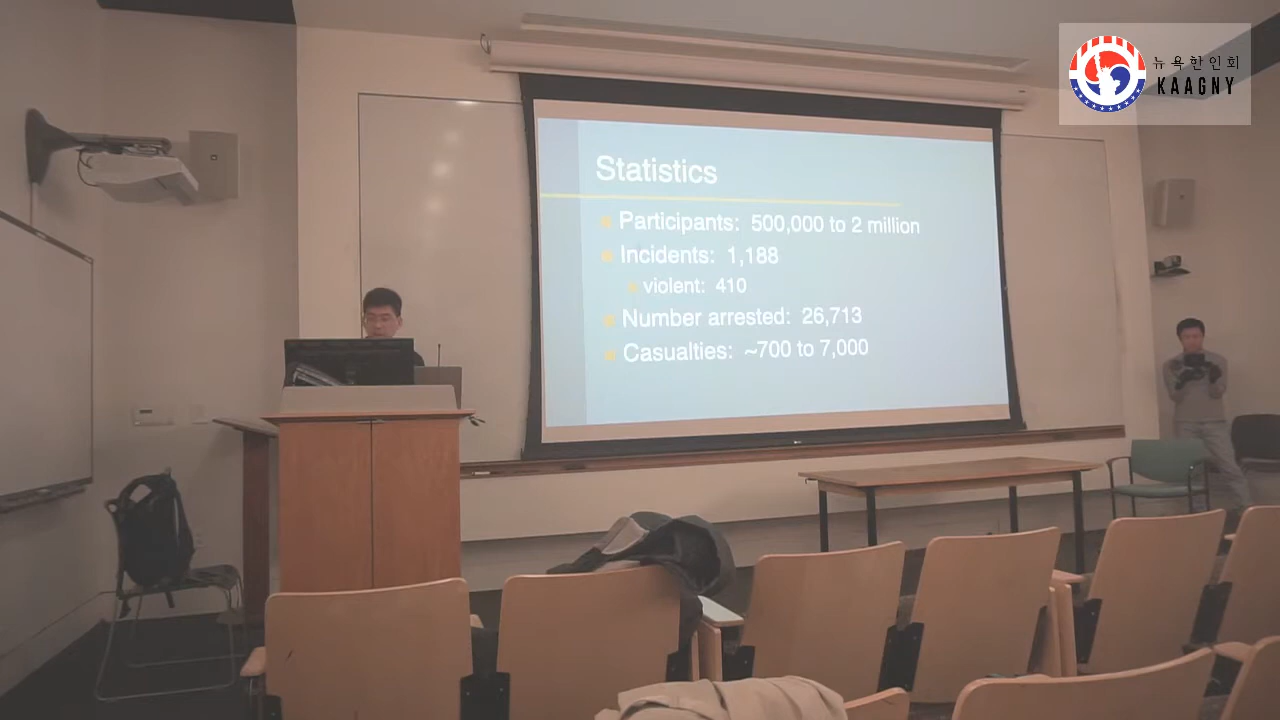 뉴욕한인회
KAAGNY
Statistics
Participants: 500,000 to 2 million
Incidents: 1,188
violent: 410
Number arrested: 26,713
Casualties: ~700 to 7,000